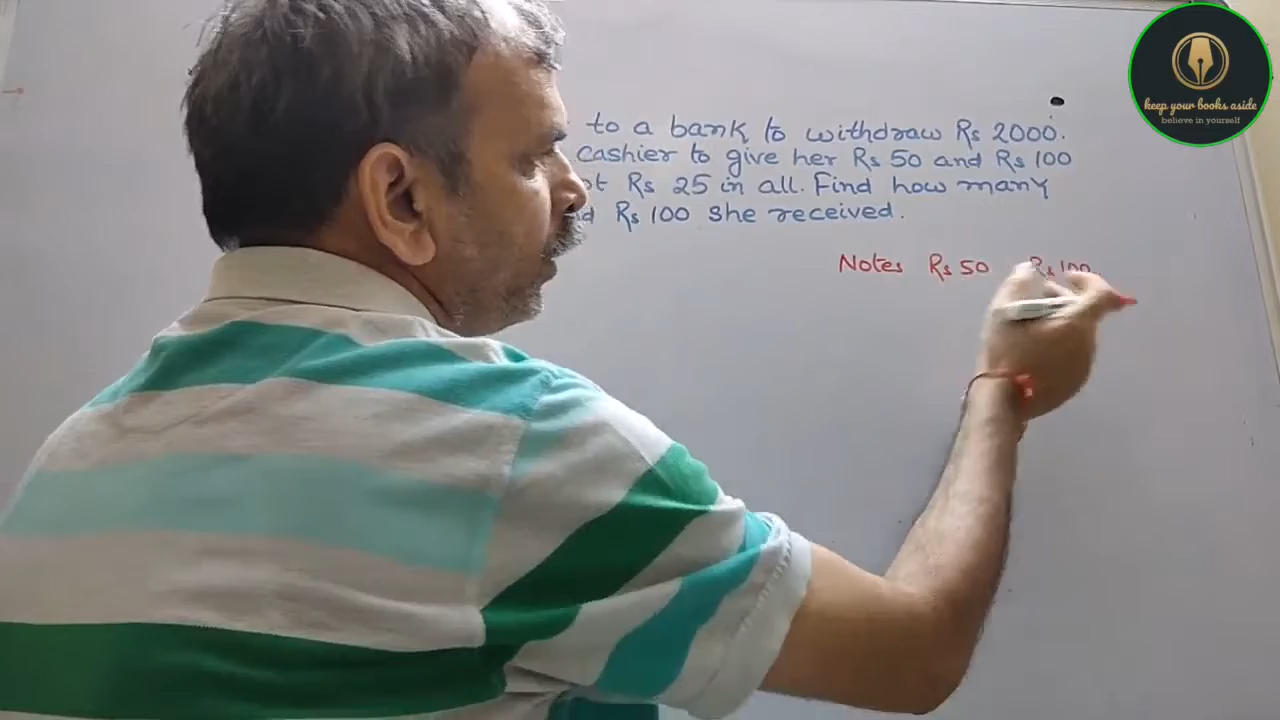 to a bank to withdraw Rs 2000.
cashier to give her Rs 50 and Rs 100
Rs 25 in all. Find how many
Rs 100 she received.
Notes Rs 50 Rs 100
keep your books aside
believe in yourself